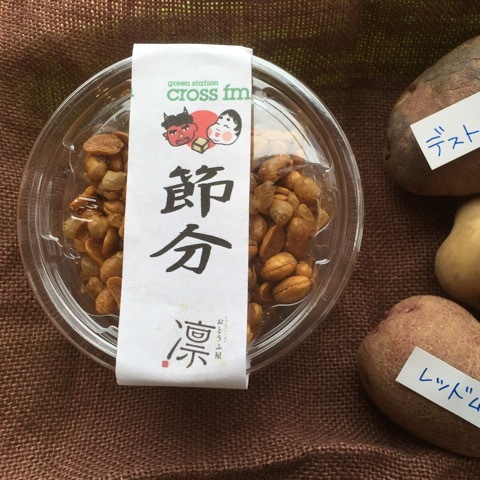 green station
cross fm
節分
おとうふ屋
凛
デスト
レッドム